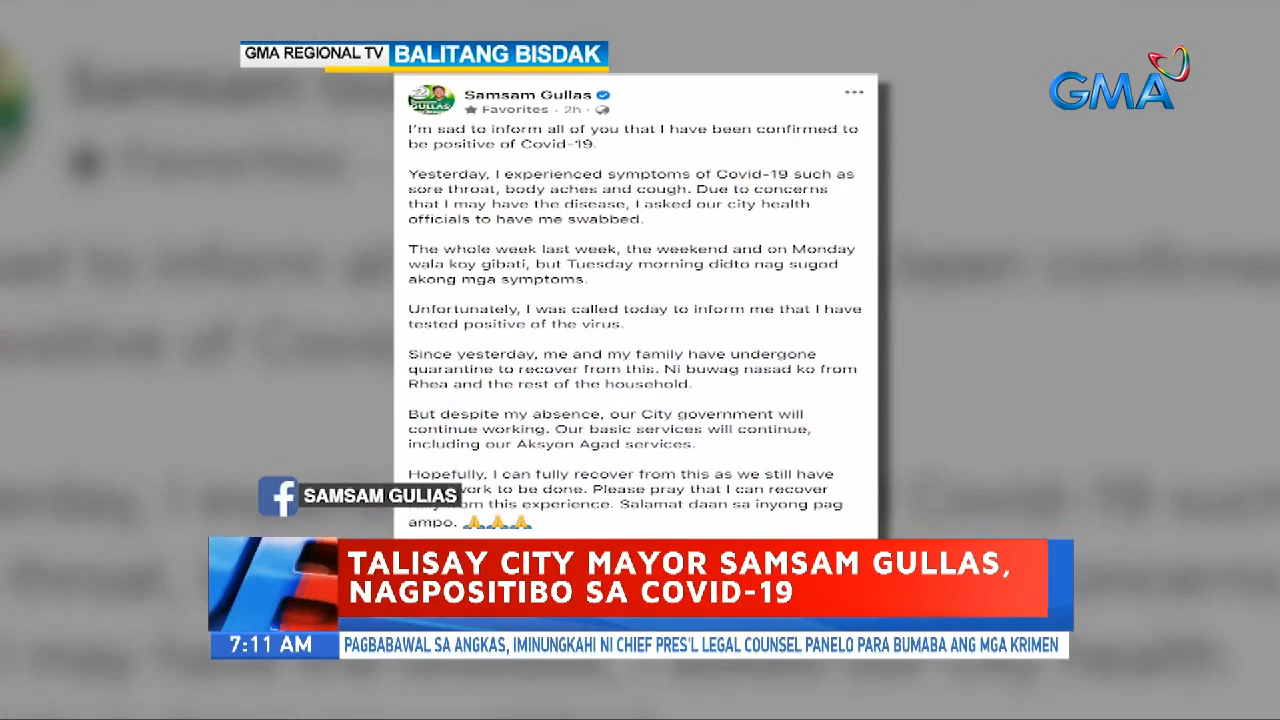 GMA REGIONAL TV BALITANG BISDAK
GMA
Samsam Gullas
Favorites · 2h ·
I'm sad to inform all of you that I have been confirmed to
be positive of Covid-19.
Yesterday, I experienced symptoms of Covid-19 such as
sore throat, body aches and cough. Due to concerns
that I may have the disease, I asked our city health
officials to have me swabbed.
The whole week last week, the weekend and on Monday
wala koy gibati, but Tuesday morning didto nag sugod
akong mga symptoms.
Unfortunately, I was called today to inform me that I have
tested positive of the virus.
Since yesterday, me and my family have undergone
quarantine to recover from this. Ni buwag nasad ko from
Rhea and the rest of the household.
But despite my absence, our City government will
continue working. Our basic services will continue,
including our Aksyon Agad services.
Hopefully, I can fully recover from this as we still have
work to be done. Please pray that I can recover
from this experience. Salamat daan sa inyong pag
ampo. 🙏🙏🙏
SAMSAM GULIAS
TALISAY CITY MAYOR SAMSAM GULLAS,
NAGPOSITIBO SA COVID-19
7:11 AM PAGBABAWAL SA ANGKAS, IMINUNGKAHI NI CHIEF PRES'L LEGAL COUNSEL PANELO PARA BUMABA ANG MGA KRIMEN